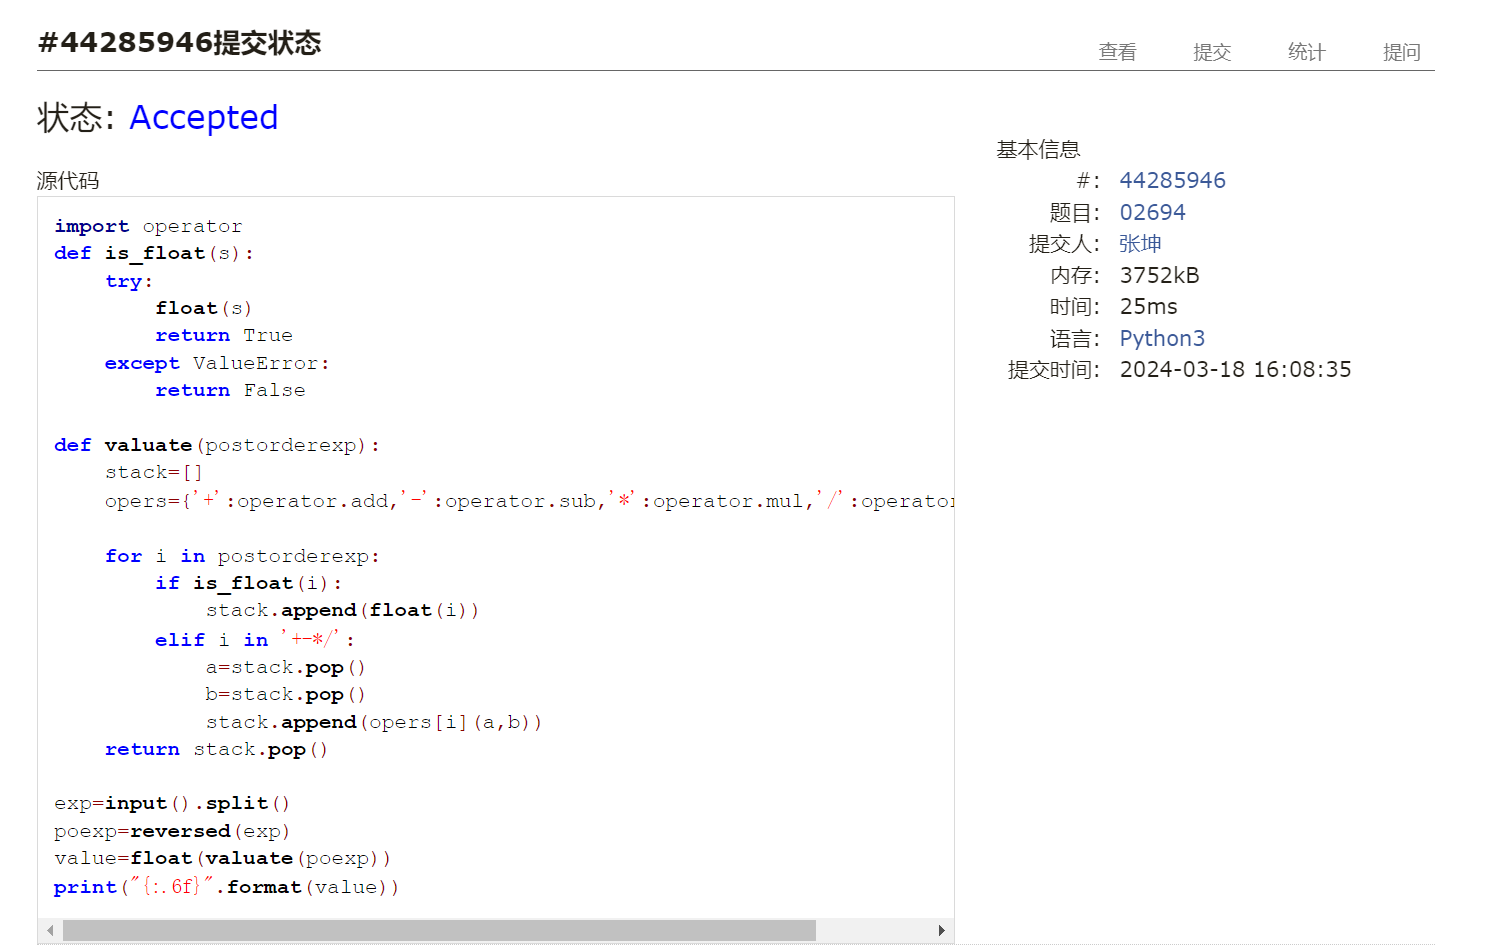 #44285946提交状态
查看 提交 统计 提问
状态: Accepted
源代码
import operator
def is_float(s):
    try:
        float(s)
        return True
    except ValueError:
        return False
def valuate(postorderexp):
    stack=[]
    opers={'+':operator.add,'-':operator.sub,'*':operator.mul,'/':operator
    for i in postorderexp:
        if is_float(i):
            stack.append(float(i))
        elif i in '+-*/':
            a=stack.pop()
            b=stack.pop()
            stack.append(opers[i](a,b))
    return stack.pop()
exp=input().split()
poexp=reversed(exp)
value=float(valuate(poexp))
print("{:.6f}".format(value))
基本信息
#: 44285946
题目: 02694
提交人: 张坤
内存: 3752kB
时间: 25ms
语言: Python3
提交时间: 2024-03-18 16:08:35